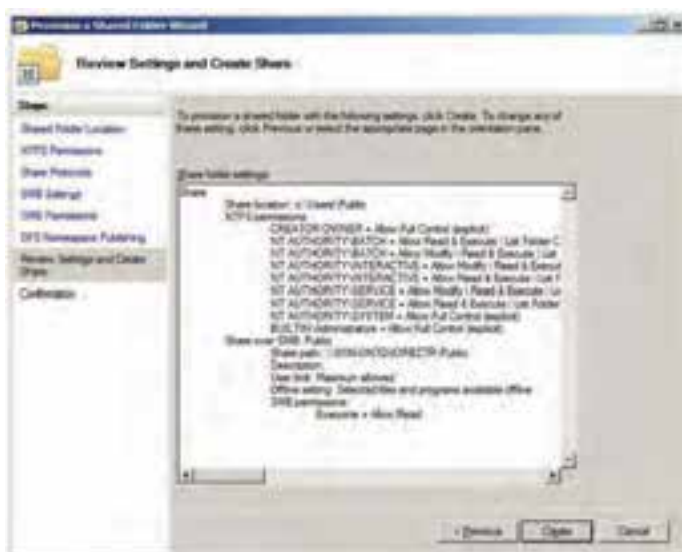 Provision a Shared Folder Wizard
Review Settings and Create Share
Steps:
Shared Folder Location
NTFS Permissions
Share Protocols
SMB Settings
SMB Permissions
DFS Namespace Publishing
Review Settings and Create
Share
Confirmation
To provision a shared folder with the following settings, click Create. To change any of
these setting, click Previous or select the appropriate page in the orientation pane.
Share folder settings:
Share
Share location: c:\Users\Public
NTFS permissions:
CREATOR OWNER = Allow Full Control (explicit)
NT AUTHORITY\BATCH = Allow Read & Execute \ List Folder C
NT AUTHORITY\BATCH = Allow Modify \ Read & Execute \ List
NT AUTHORITY\INTERACTIVE = Allow Modify \ Read & Execut
NT AUTHORITY\INTERACTIVE = Allow Read & Execute \ List F
NT AUTHORITY\SERVICE = Allow Modify \ Read & Execute \ Li
NT AUTHORITY\SERVICE = Allow Read & Execute \ List Folder
NT AUTHORITY\SYSTEM = Allow Full Control (explicit)
BUILTIN\Administrators = Allow Full Control (explicit)
Share over SMB: Public
Share path:
Description:
User limit: Maximum allowed
Offline setting: Selected files and programs available offline
SMB permissions:
Everyone = Allow Read
< Previous
Create
Cancel